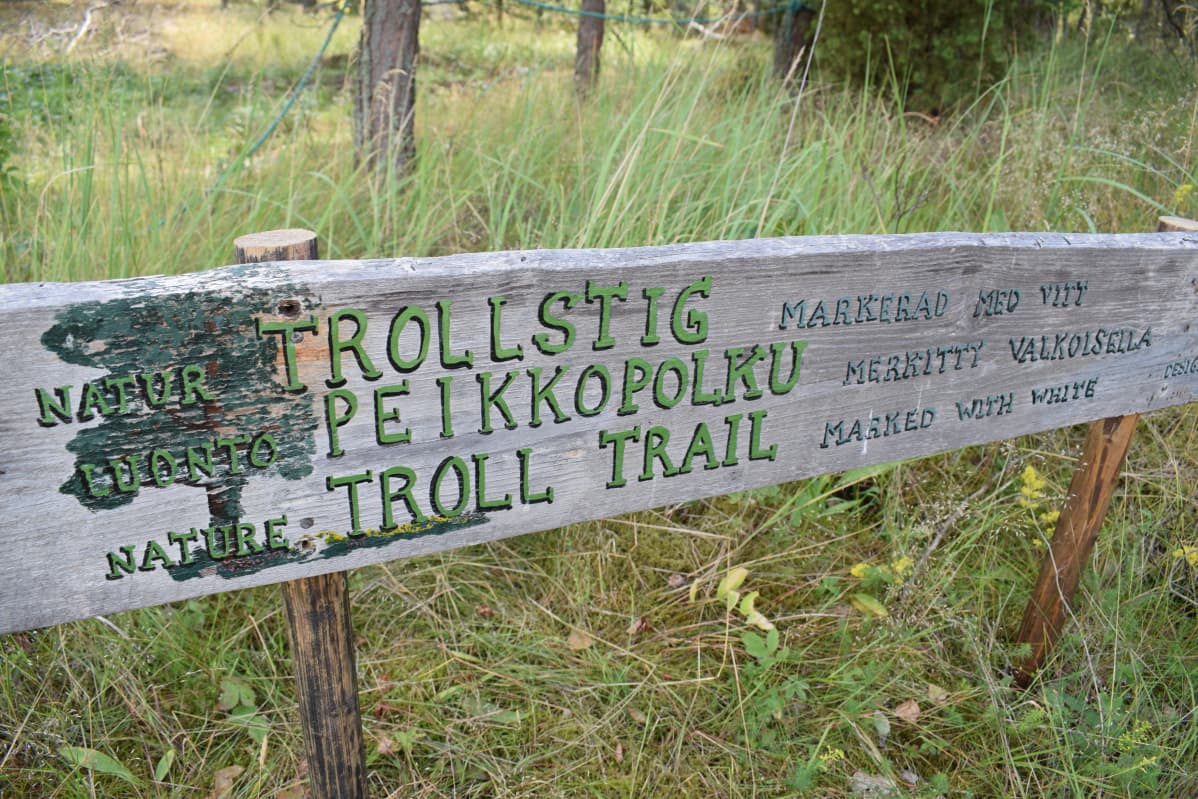 NATUR TROLLSTIG MARKERAD MED VITT
LUONTO PEIKKOPOLKU MERKITTY VALKOISELLA
NATURE TROLL TRAIL MARKED WITH WHITE